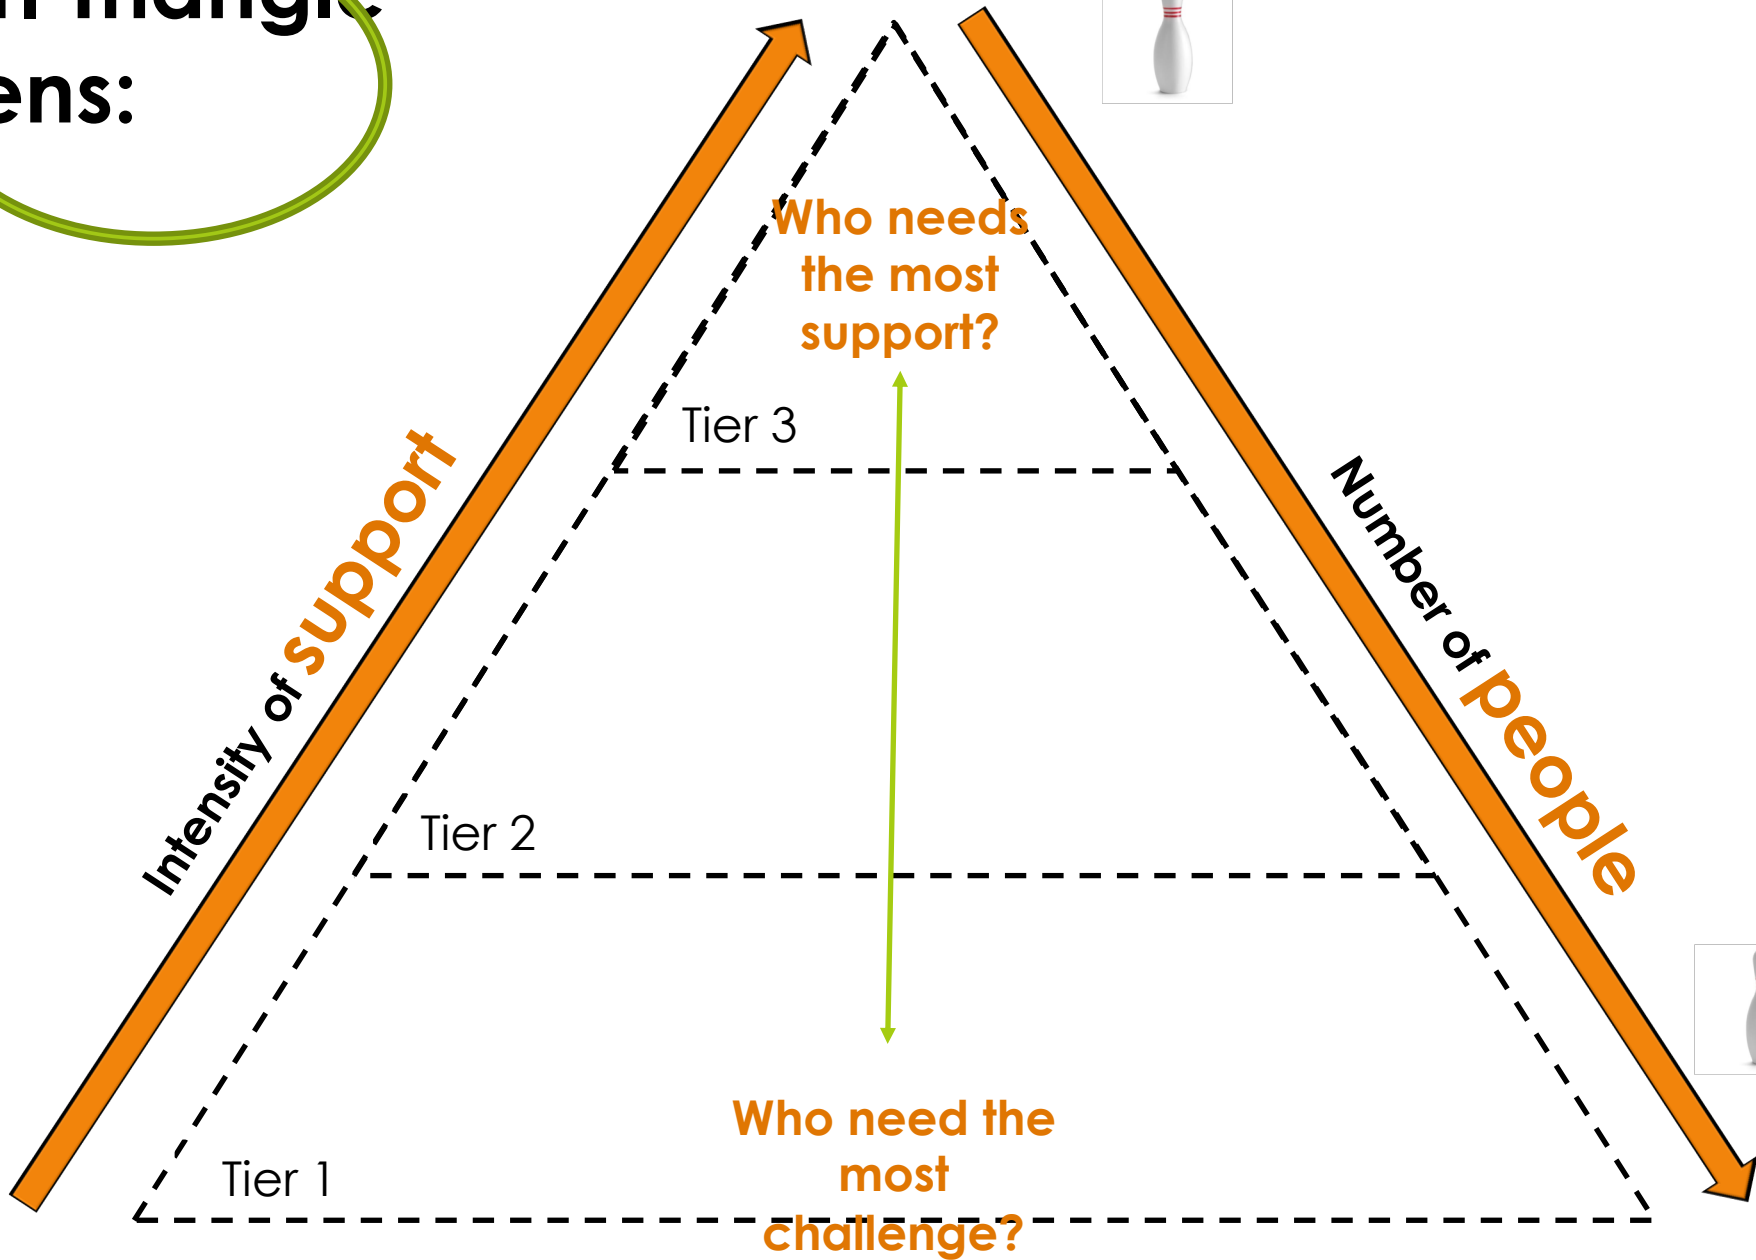 ens:
Who needs
the most
support?
Tier 3
Intensity of support
Number of people
Tier 2
Tier 1
Who need the
most
challenge?